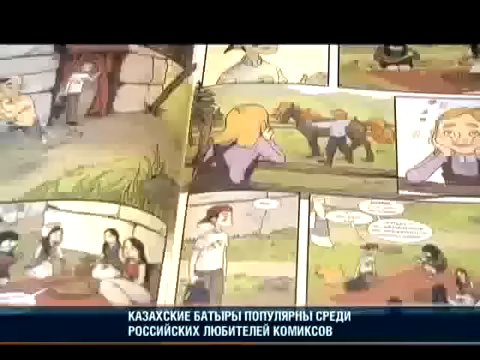 КАЗАХСКИЕ БАТЫРЫ ПОПУЛЯРНЫ СРЕДИ
РОССИЙСКИХ ЛЮБИТЕЛЕЙ КОМИКСОВ